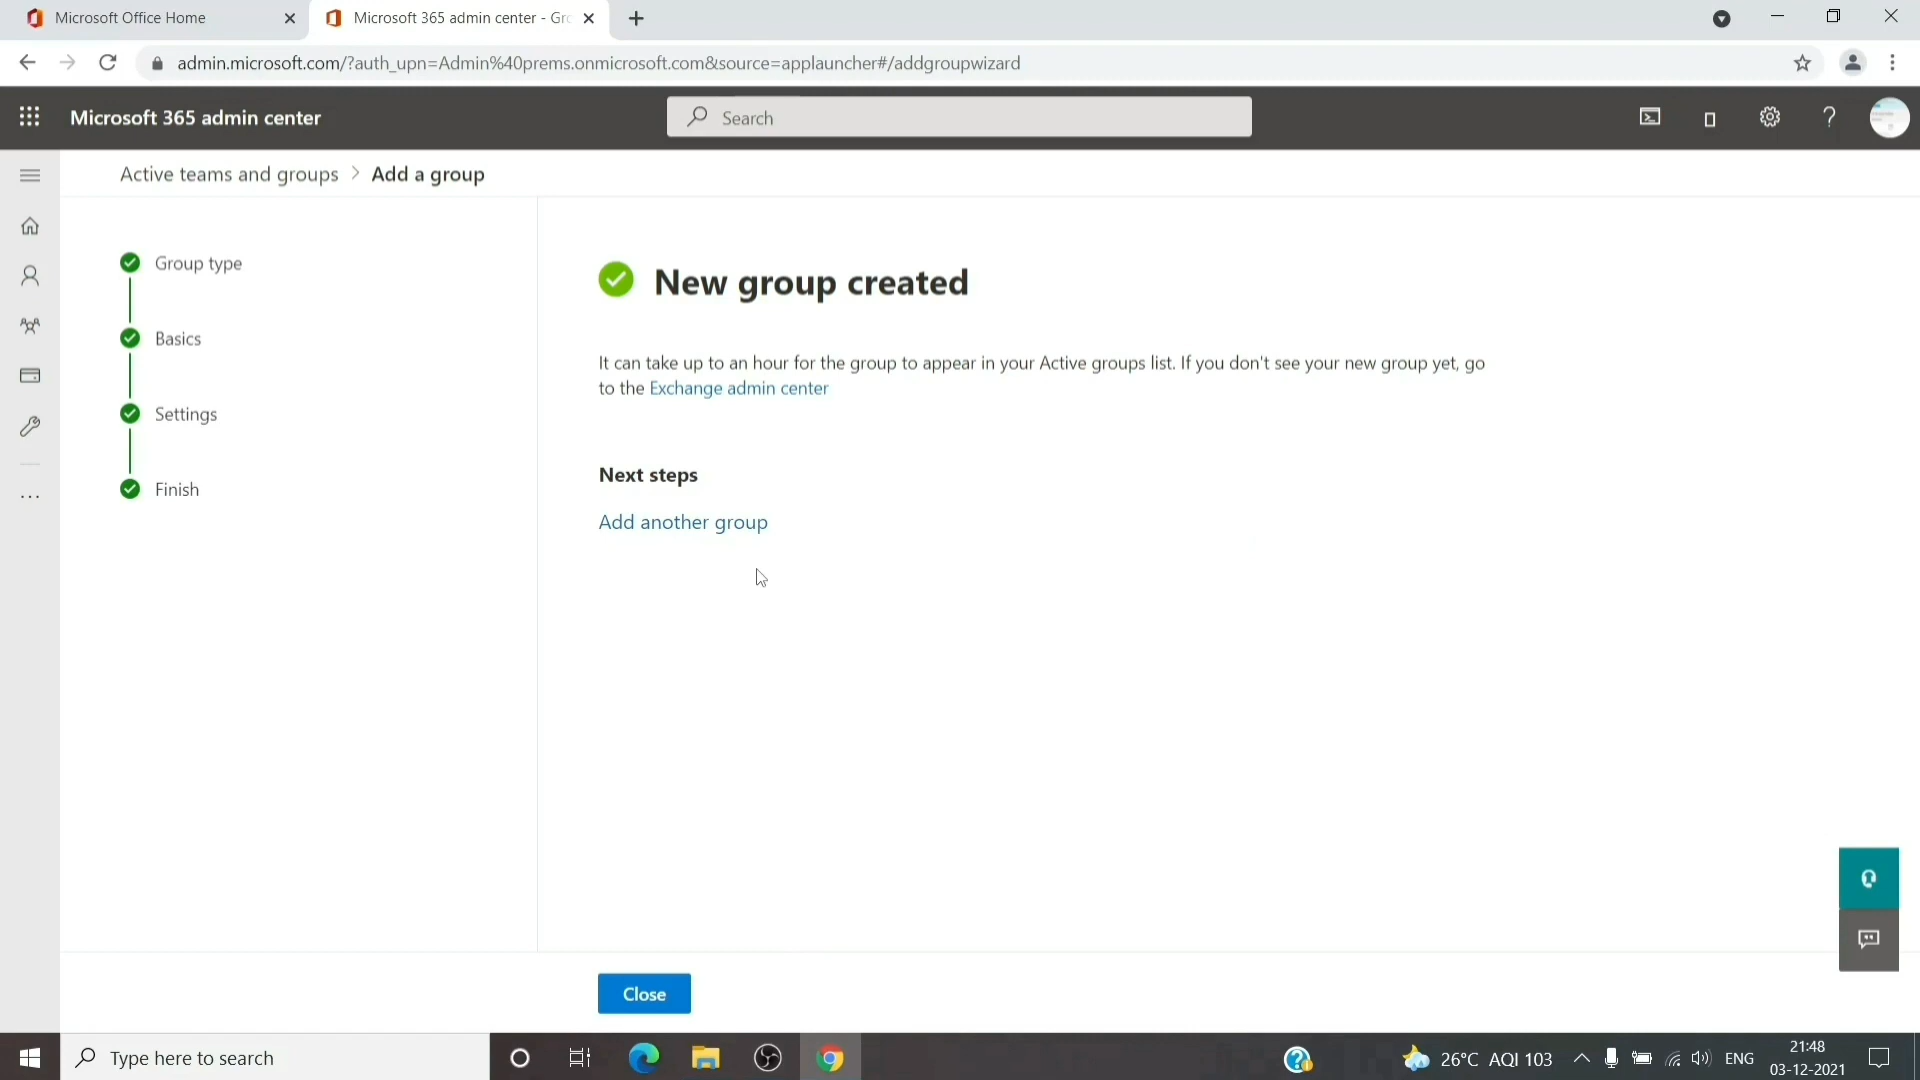 Microsoft Office Home
Microsoft 365 admin center - Gro
admin.microsoft.com/?auth_upn=Admin%40prems.onmicrosoft.com&source=applauncher#/addgroupwizard
Microsoft 365 admin center
Search
Active teams and groups > Add a group
Group type
Basics
Settings
Finish
New group created
It can take up to an hour for the group to appear in your Active groups list. If you don't see your new group yet, go
to the Exchange admin center
Next steps
Add another group
Close
Type here to search
26°C AQI 103
ENG
21:48
03-12-2021